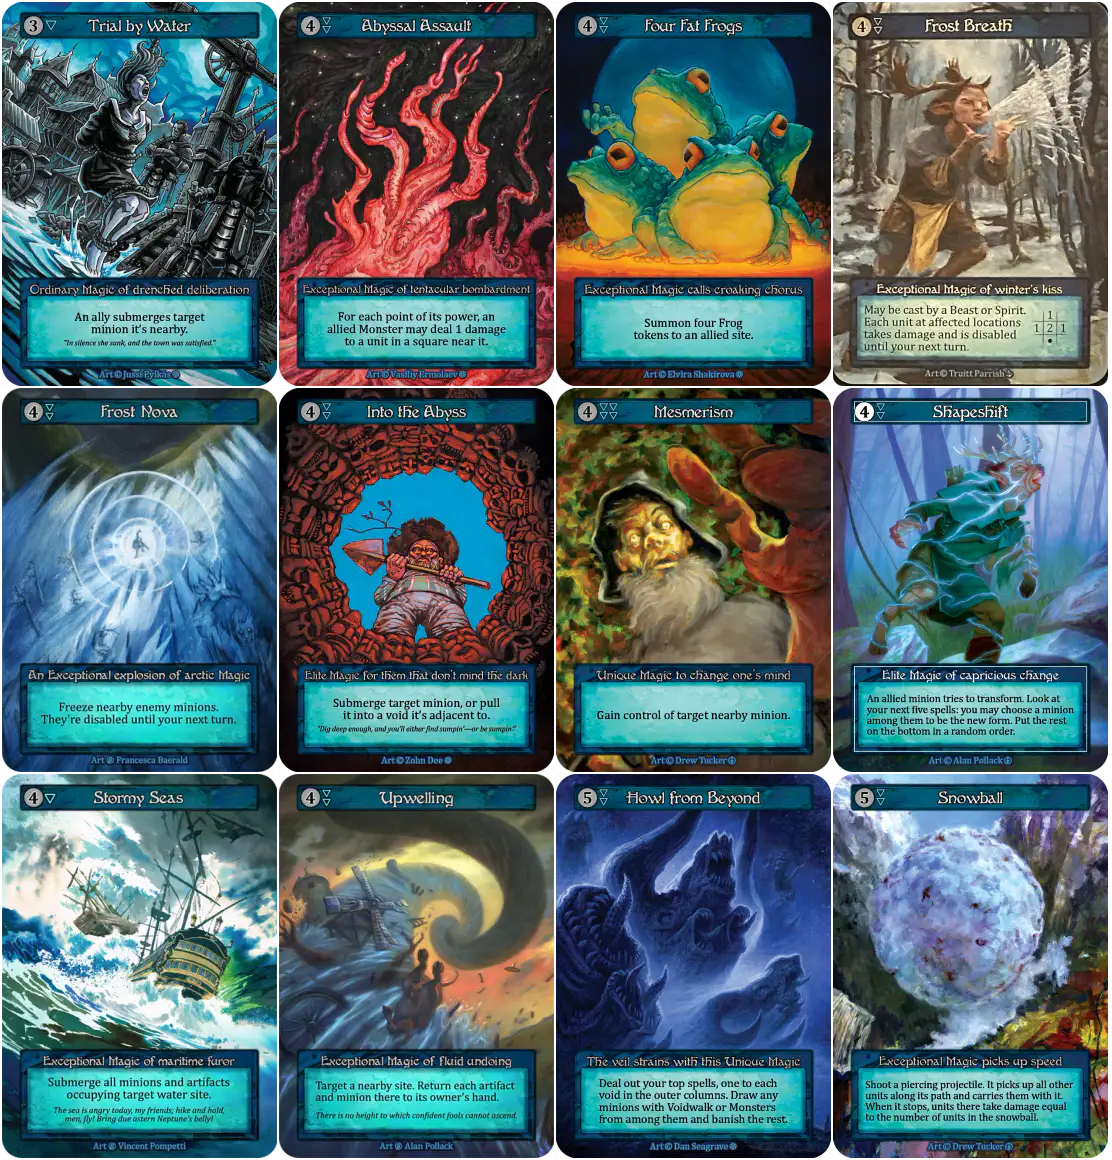 3 Trial by Water
Ordinary Magic of drenched deliberation
An ally submerges target
minion it's nearby.
"In silence she sank, and the town was satisfied."
Art © Jussi Pylkäs
4 Abyssal Assault
Exceptional Magic of tentacular bombardment
For each point of its power, an
allied Monster may deal 1 damage
to a unit in a square near it.
Art © Vasiliy Ermolaev
4 Four Fat Frogs
Exceptional Magic calls croaking chorus
Summon four Frog
tokens to an allied site.
Art © Elvira Shakirova
4 Frost Breath
Exceptional Magic of winter's kiss
May be cast by a Beast or Spirit.
Each unit at affected locations
takes damage and is disabled
until your next turn.
1
1 2 1
Art © Truitt Parrish
4 Frost Nova
An Exceptional explosion of arctic Magic
Freeze nearby enemy minions.
They're disabled until your next turn.
Art @ Francesca Baerald
4 Into the Abyss
Elite Magic for them that don't mind the dark
Submerge target minion, or pull
it into a void it's adjacent to.
"Dig deep enough, and you'll either find sumpin'—or be sumpin'."
Art © Zohn Dee
4 Mesmerism
Unique Magic to change one's mind
Gain control of target nearby minion.
Art © Drew Tucker
4 Shapeshift
Elite Magic of capricious change
An allied minion tries to transform. Look at
your next five spells: you may choose a minion
among them to be the new form. Put the rest
on the bottom in a random order.
Art © Alan Pollack
4 Stormy Seas
Exceptional Magic of maritime furor
Submerge all minions and artifacts
occupying target water site.
The sea is angry today, my friends; hike and hold,
men, fly! Bring due astern Neptune's belly!
Art @ Vincent Pompetti
4 Upwelling
Exceptional Magic of fluid undoing
Target a nearby site. Return each artifact
and minion there to its owner's hand.
There is no height to which confident fools cannot ascend.
Art @ Alan Pollack
5 Howl from Beyond
The veil strains with this Unique Magic
Deal out your top spells, one to each
void in the outer columns. Draw any
minions with Voidwalk or Monsters
from among them and banish the rest.
Art © Dan Seagrave
5 Snowball
Exceptional Magic picks up speed
Shoot a piercing projectile. It picks up all other
units along its path and carries them with it.
When it stops, units there take damage equal
to the number of units in the snowball.
Art © Drew Tucker